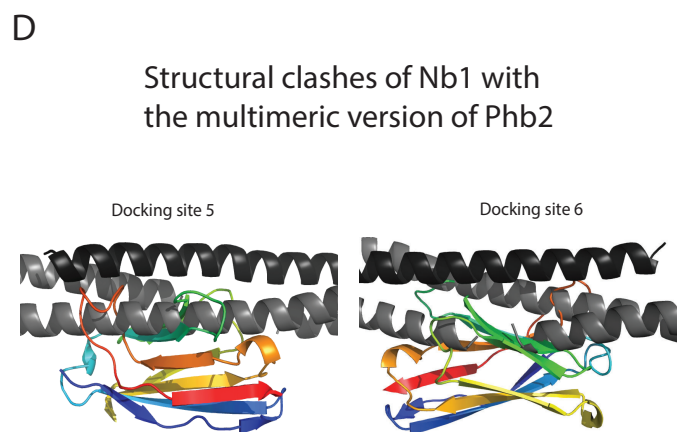 D
Structural clashes of Nb1 with
the multimeric version of Phb2
Docking site 5
Docking site 6